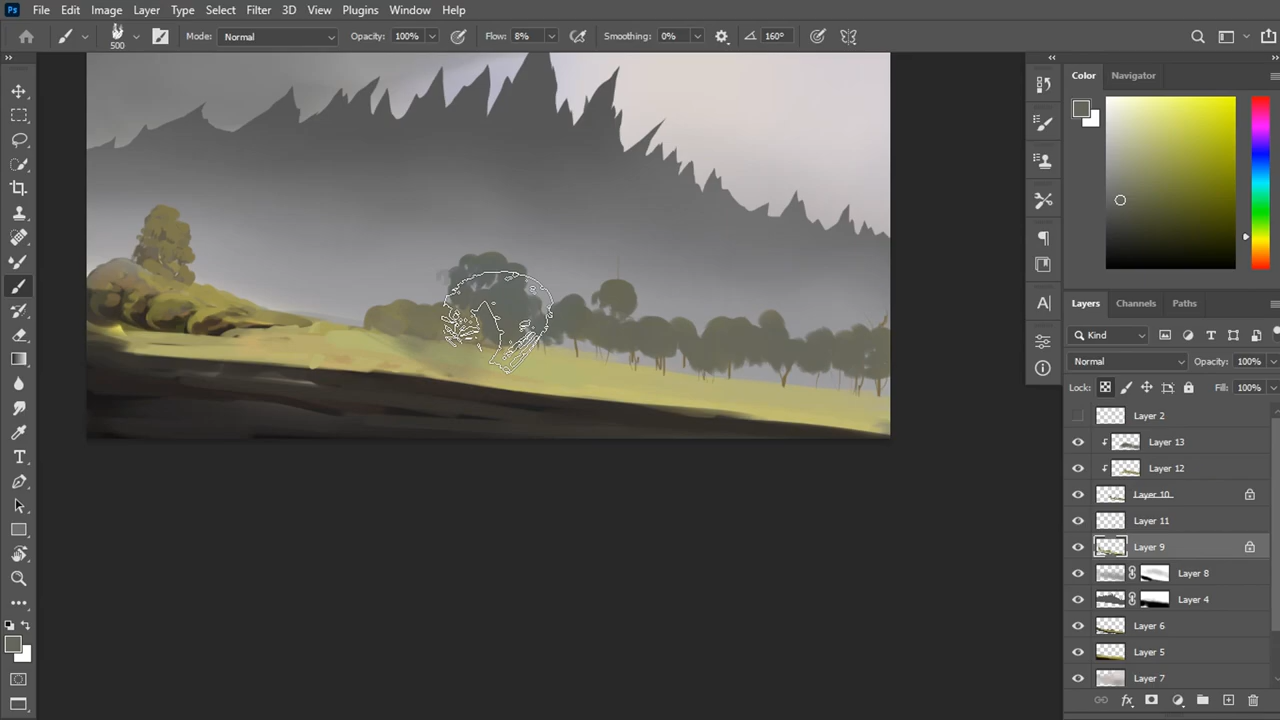 Ps File Edit Image Layer Type Select Filter 3D View Plugins Window Help
500 Mode: Normal Opacity: 100% Flow: 8% Smoothing: 0% 160°
Color Navigator
Layers Channels Paths
Kind
Normal Opacity: 100%
Lock: Fill: 100%
Layer 2
Layer 13
Layer 12
Layer 10
Layer 11
Layer 9
Layer 8
Layer 4
Layer 6
Layer 5
Layer 7
fx